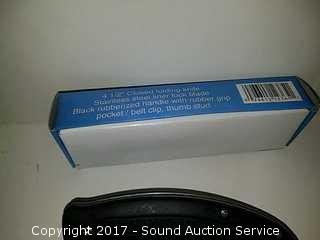 4 1/2" Closed folding knife
Stainless steel liner lock blade
Black rubberized handle with rubber grip
pocket / belt clip, thumb stud
Copyright 2017 - Sound Auction Service